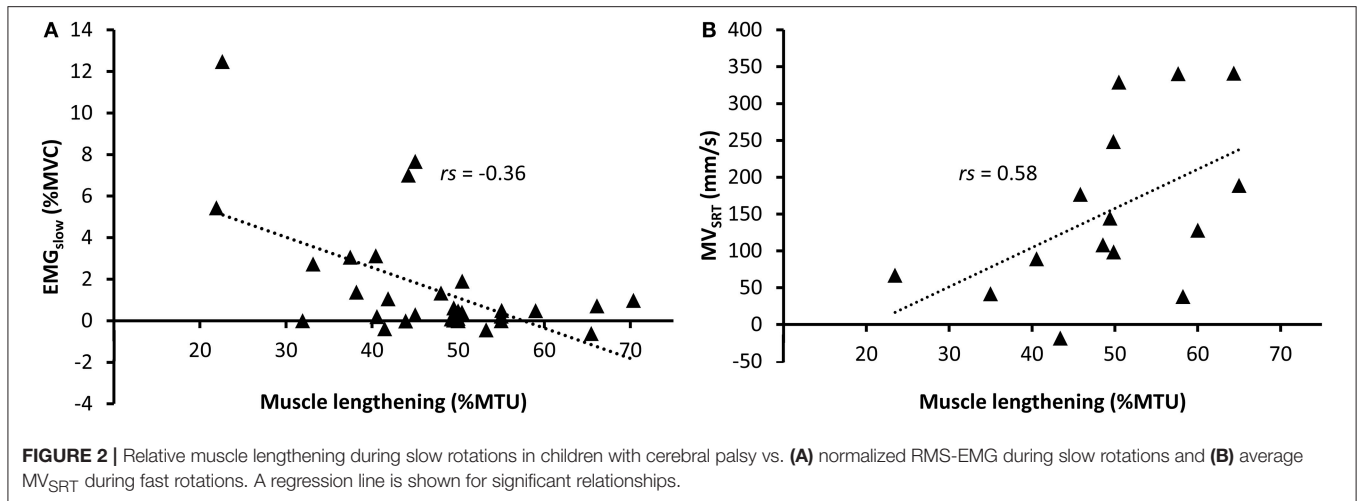 A
14
12
10
8
6
4
2
0
-2
-4
20 30 40 50 60 70
EMGslow (%MVC)
rs = -0.36
Muscle lengthening (%MTU)
B
400
350
300
250
200
150
100
50
0
-50
20 30 40 50 60 70
MVSRT (mm/s)
rs = 0.58
Muscle lengthening (%MTU)
FIGURE 2 | Relative muscle lengthening during slow rotations in children with cerebral palsy vs. (A) normalized RMS-EMG during slow rotations and (B) average
MVSRT during fast rotations. A regression line is shown for significant relationships.